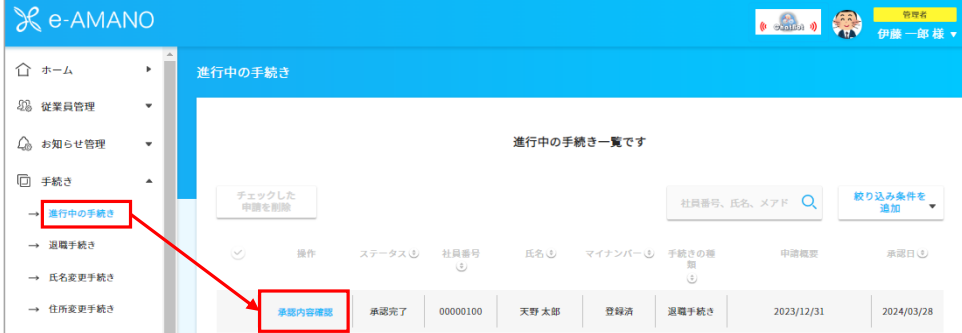 e-AMANO
管理者
伊藤 一郎 様 ▼
ホーム
従業員管理
お知らせ管理
手続き
→ 進行中の手続き
→ 退職手続き
→ 氏名変更手続き
→ 住所変更手続き
進行中の手続き
進行中の手続き一覧です
チェックした
申請を削除
社員番号、氏名、メアド
絞り込み条件を
追加
操作 ステータス 社員番号 氏名 マイナンバー 手続きの種
類 申請概要 承認日
承認内容確認 承認完了 00000100 天野 太郎 登録済 退職手続き 2023/12/31 2024/03/28